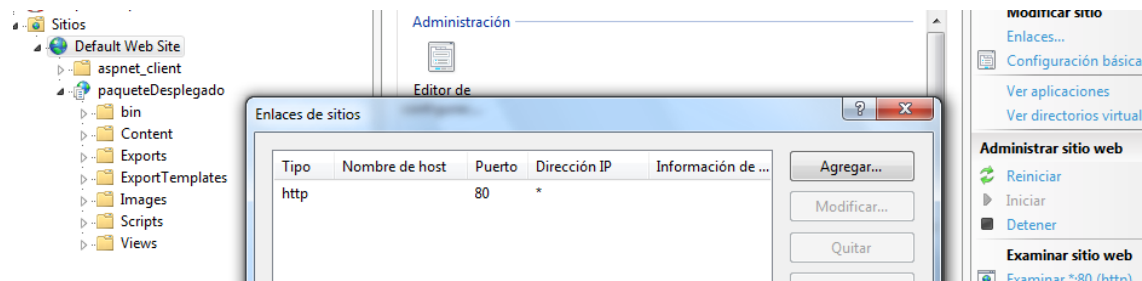 Sitios
Default Web Site
aspnet_client
paqueteDesplegado
bin
Content
Exports
ExportTemplates
Images
Scripts
Views
Administración
Editor de
Enlaces de sitios
Tipo Nombre de host Puerto Dirección IP Información de ...
http 80 *
Agregar...
Modificar...
Quitar
Modificar sitio
Enlaces...
Configuración básica
Ver aplicaciones
Ver directorios virtual
Administrar sitio web
Reiniciar
Iniciar
Detener
Examinar sitio web
Examinar *:80 (http)